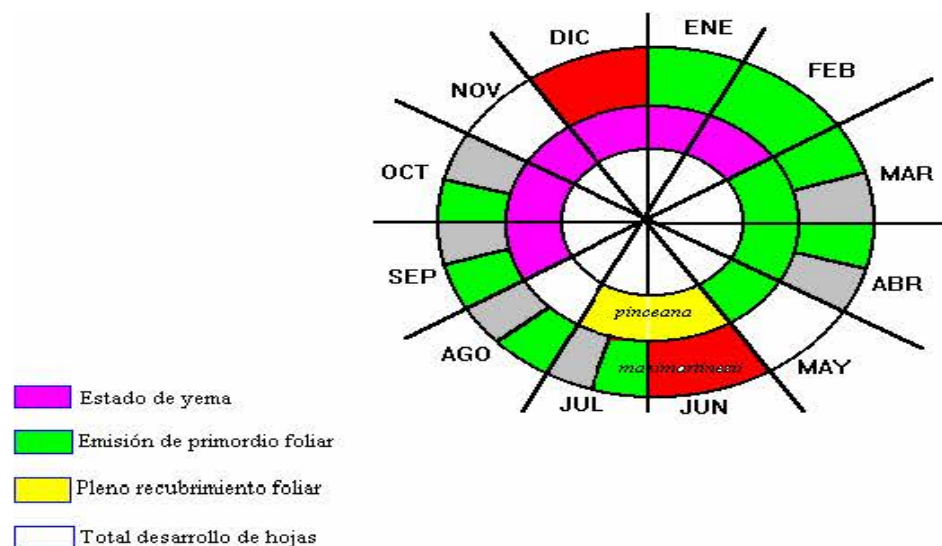 DIC
ENE
FEB
MAR
ABR
MAY
JUN
JUL
AGO
SEP
OCT
NOV
pinceana
Estado de yema
Emisión de primordio foliar
Pleno recubrimiento foliar
Total desarrollo de hojas